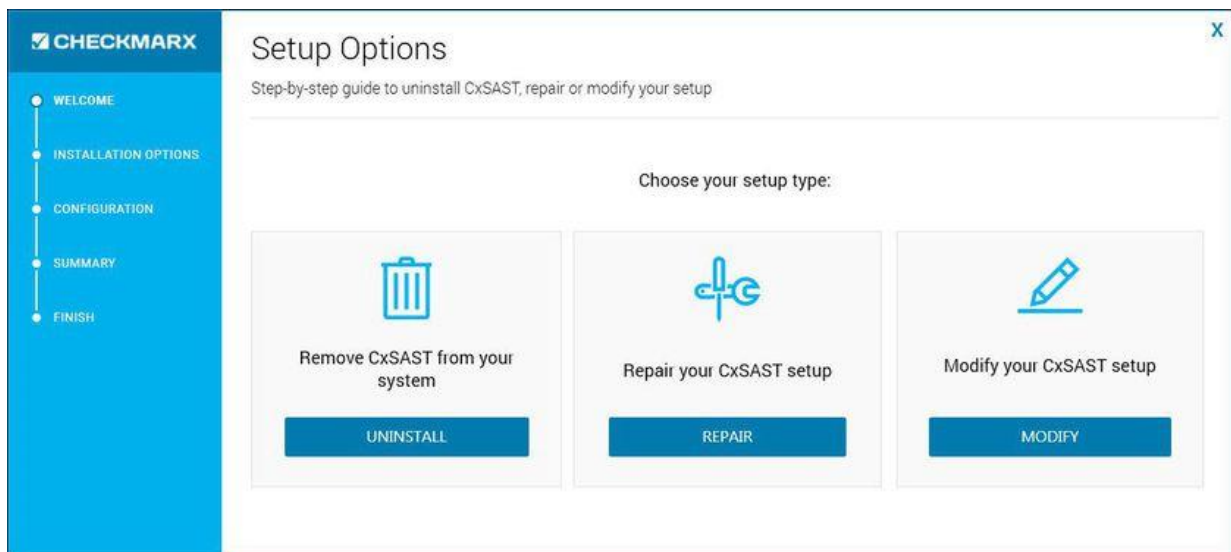 CHECKMARX
WELCOME
INSTALLATION OPTIONS
CONFIGURATION
SUMMARY
FINISH
X
Setup Options
Step-by-step guide to uninstall CxSAST, repair or modify your setup
Choose your setup type:
Remove CxSAST from your
system
UNINSTALL
Repair your CxSAST setup
REPAIR
Modify your CxSAST setup
MODIFY